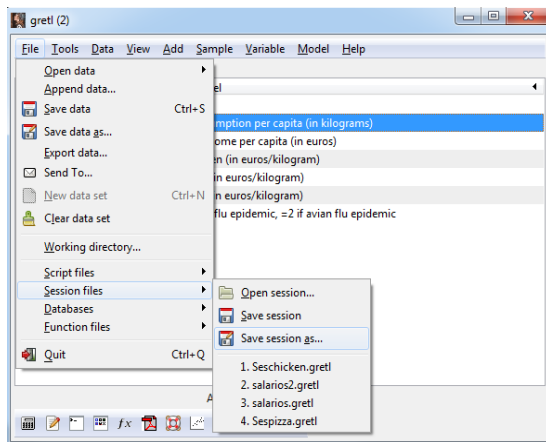 gretl (2)
File Tools Data View Add Sample Variable Model Help
Open data
Append data...
Save data Ctrl+S
Save data as...
Export data...
Send To...
New data set Ctrl+N
Clear data set
Working directory...
Script files
Session files
Databases
Function files
Quit Ctrl+Q
el
mption per capita (in kilograms)
ome per capita (in euros)
en (in euros/kilogram)
in euros/kilogram)
n euros/kilogram)
flu epidemic, =2 if avian flu epidemic
Open session...
Save session
Save session as...
1. Seschicken.gretl
2. salarios2.gretl
3. salarios.gretl
4. Sespizza.gretl
A
fx